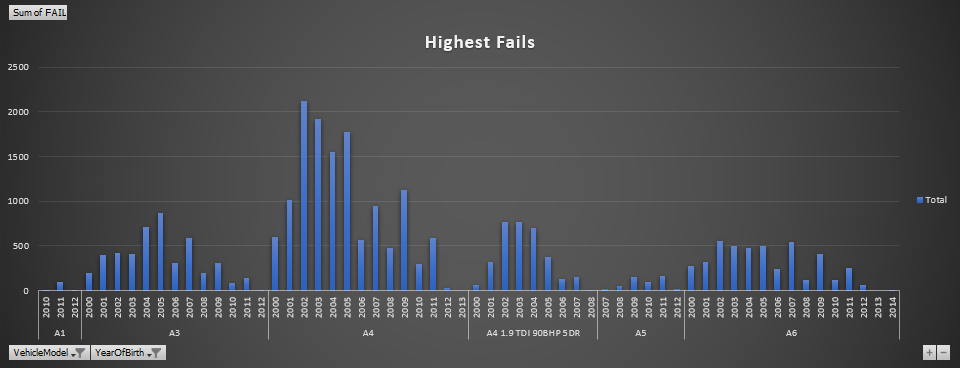 Sum of FAIL
Highest Fails
2500
2000
1500
1000
500
0
Total
2010 2011 2012 2000 2001 2002 2003 2004 2005 2006 2007 2008 2009 2010 2011 2012 2000 2001 2002 2003 2004 2005 2006 2007 2008 2009 2010 2011 2012 2013 2000 2001 2002 2003 2004 2005 2006 2007 2008 2007 2008 2009 2010 2011 2012 2000 2001 2002 2003 2004 2005 2006 2007 2008 2009 2010 2011 2012 2013 2014
A1 A3 A4 A4 1.9 TDI 90BHP 5DR A5 A6
VehicleModel YearOfBirth + −